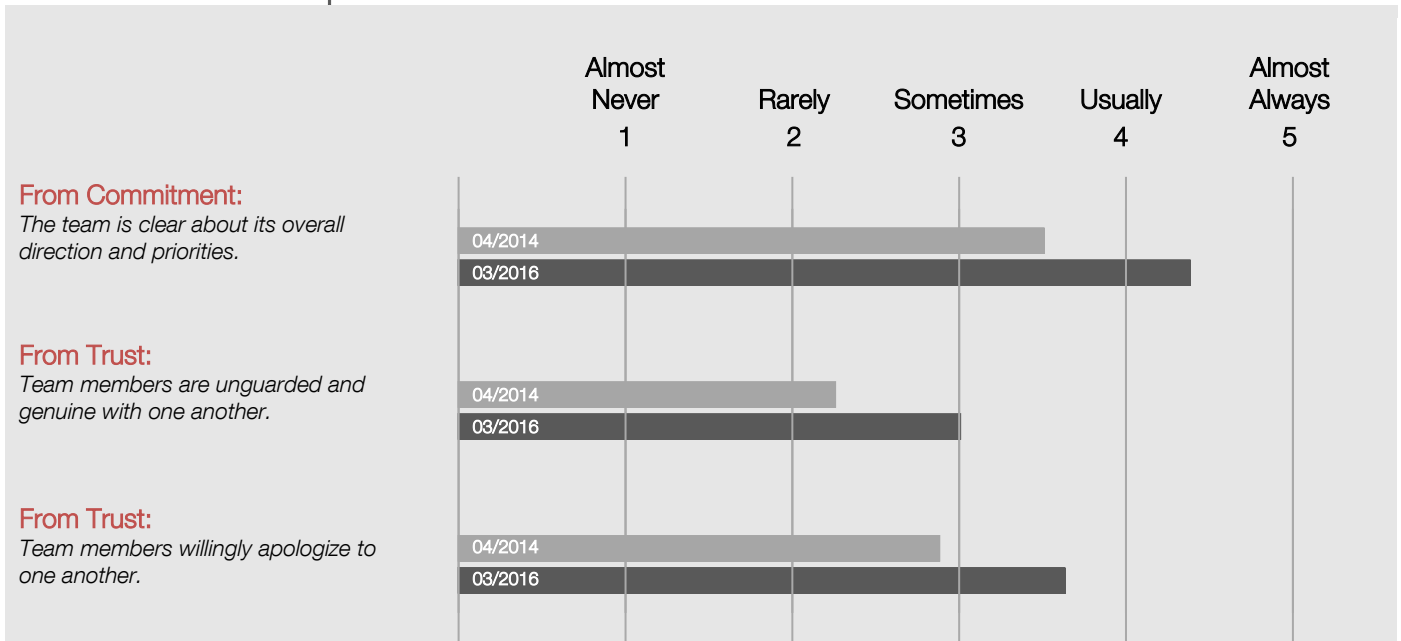 Almost Never
Rarely
Sometimes
Usually
Almost Always
1
2
3
4
5
From Commitment:
The team is clear about its overall
direction and priorities.
04/2014
03/2016
From Trust:
Team members are unguarded and
genuine with one another.
04/2014
03/2016
From Trust:
Team members willingly apologize to
one another.
04/2014
03/2016